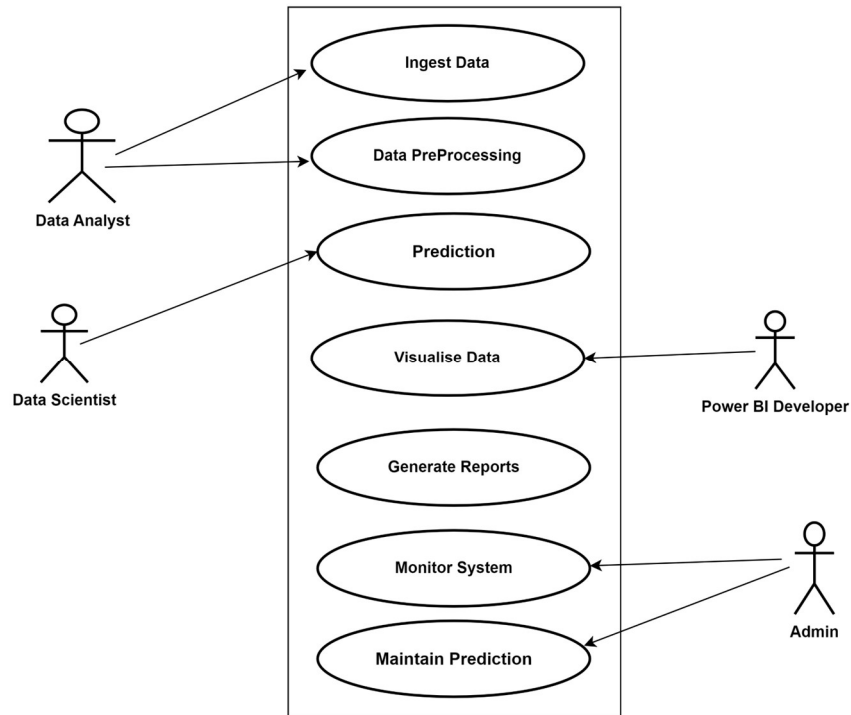 Ingest Data
Data PreProcessing
Data Analyst
Prediction
Visualise Data
Data Scientist
Power BI Developer
Generate Reports
Monitor System
Admin
Maintain Prediction